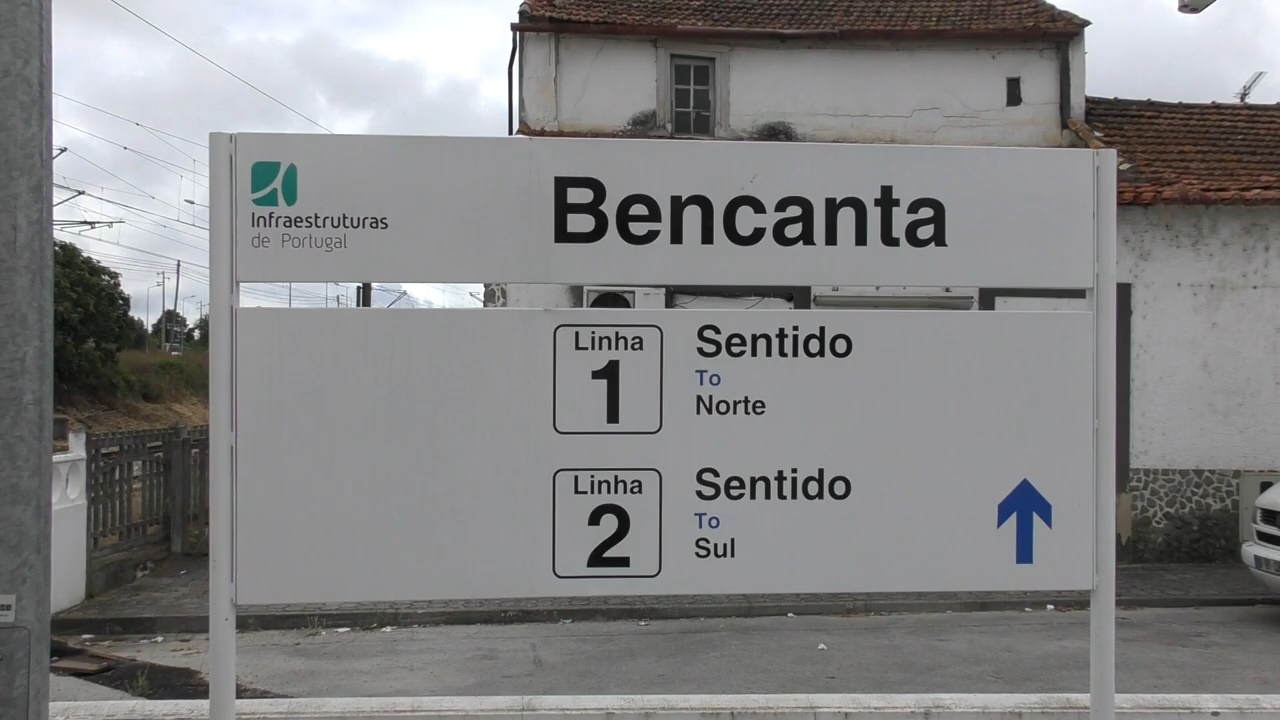 Infraestruturas
de Portugal
Bencanta
Linha
1
Sentido
To
Norte
Linha
2
Sentido
To
Sul